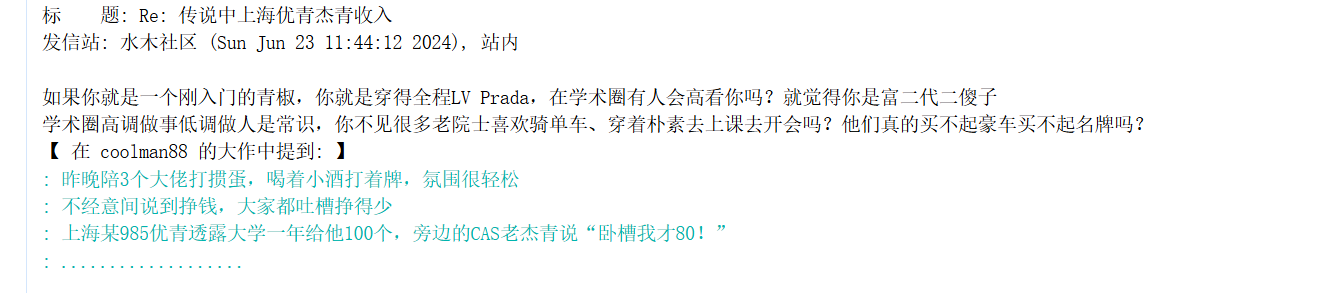 标    题: Re: 传说中上海优青杰青收入
发信站: 水木社区 (Sun Jun 23 11:44:12 2024), 站内
如果你就是一个刚入门的青椒，你就是穿得全程LV Prada，在学术圈有人会高看你吗？就觉得你是富二代二傻子
学术圈高调做事低调做人是常识，你不见很多老院士喜欢骑单车、穿着朴素去上课去开会吗？他们真的买不起豪车买不起名牌吗？
【 在 coolman88 的大作中提到: 】
: 昨晚陪3个大佬打掼蛋，喝着小酒打着牌，氛围很轻松
: 不经意间说到挣钱，大家都吐槽挣得少
: 上海某985优青透露大学一年给他100个，旁边的CAS老杰青说“卧槽我才80！”
: ...................